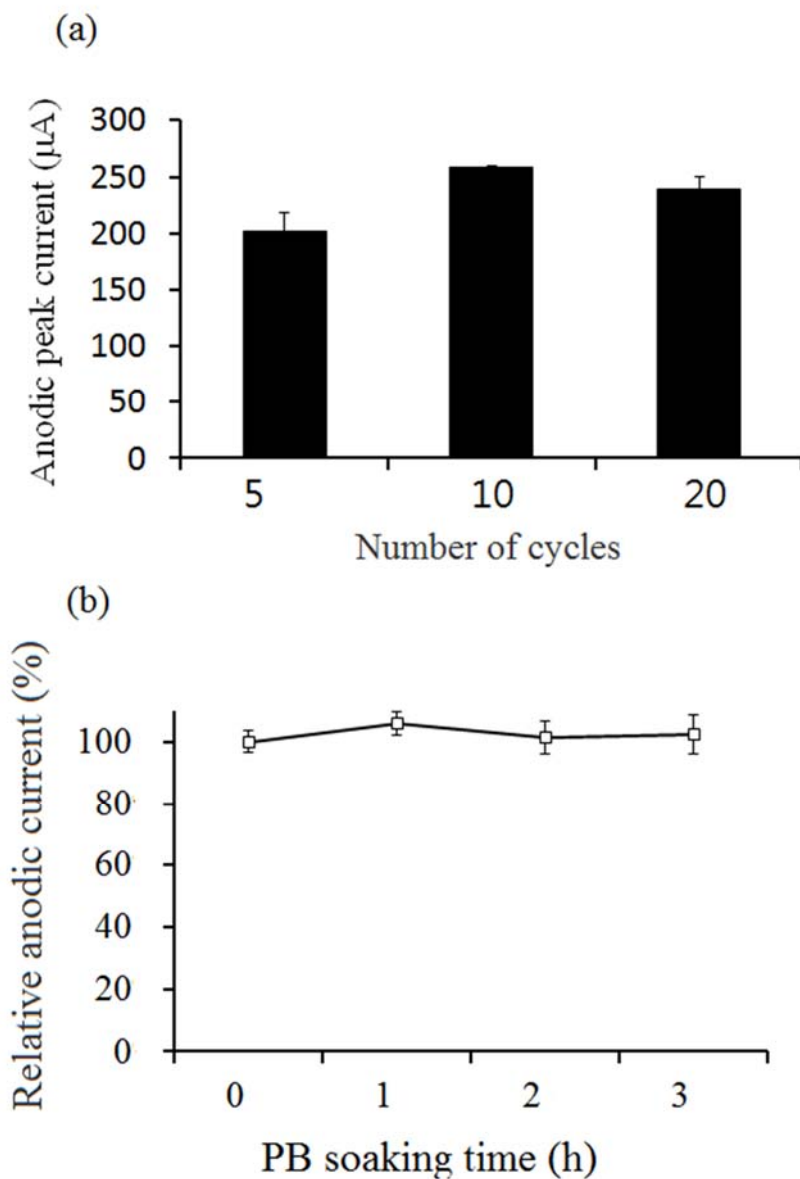 (a)
Anodic peak current (µA)
300
250
200
150
100
50
0
5 10 20
Number of cycles
(b)
Relative anodic current (%)
100
80
60
40
20
0
0 1 2 3
PB soaking time (h)